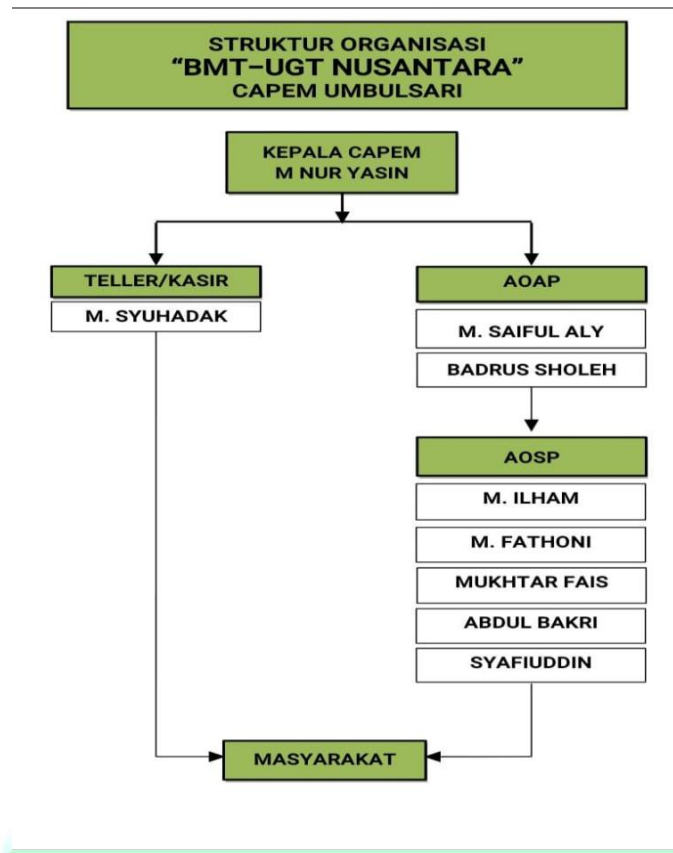 STRUKTUR ORGANISASI
“BMT–UGT NUSANTARA”
CAPEM UMBULSARI
KEPALA CAPEM
M NUR YASIN
TELLER/KASIR
M. SYUHADAK
AOAP
M. SAIFUL ALY
BADRUS SHOLEH
AOSP
M. ILHAM
M. FATHONI
MUKHTAR FAIS
ABDUL BAKRI
SYAFIUDDIN
MASYARAKAT